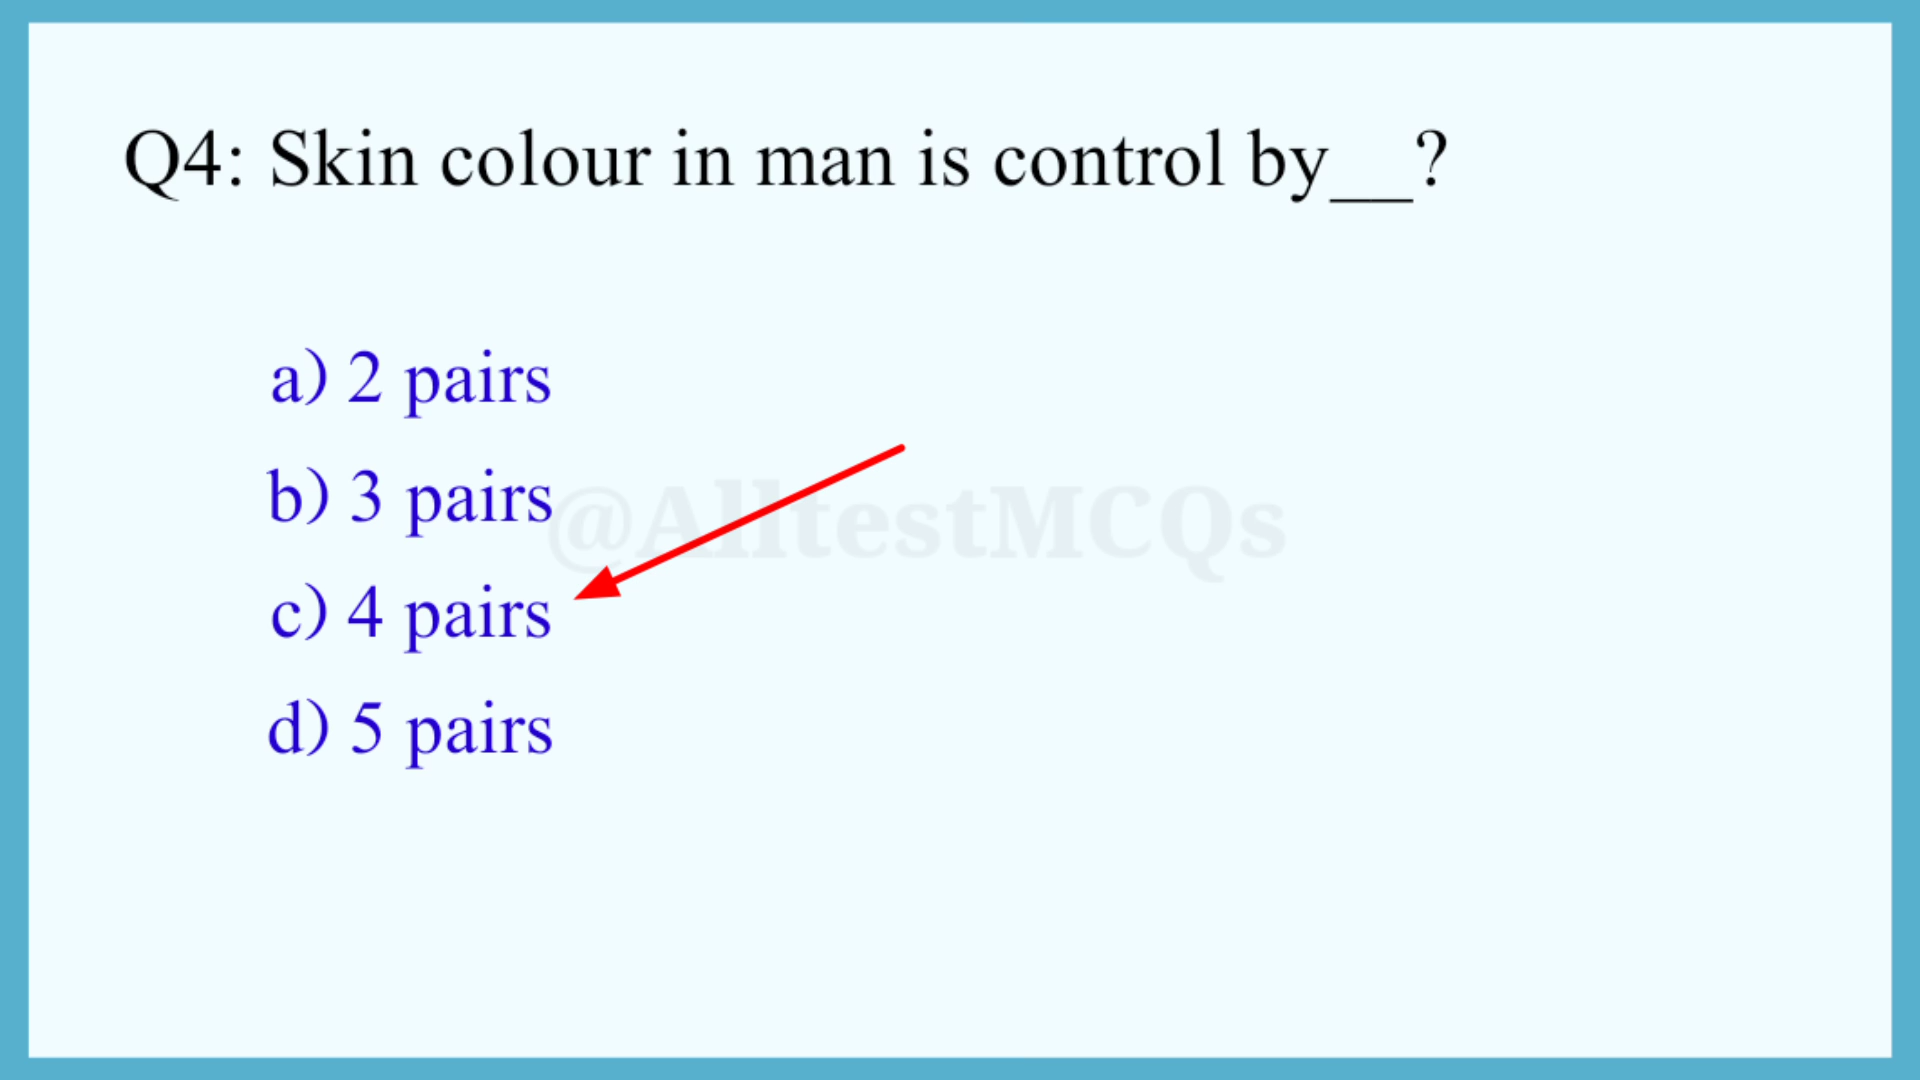 Q4: Skin colour in man is control by__?
a) 2 pairs
b) 3 pairs
@AlltestMCQs
c) 4 pairs
d) 5 pairs